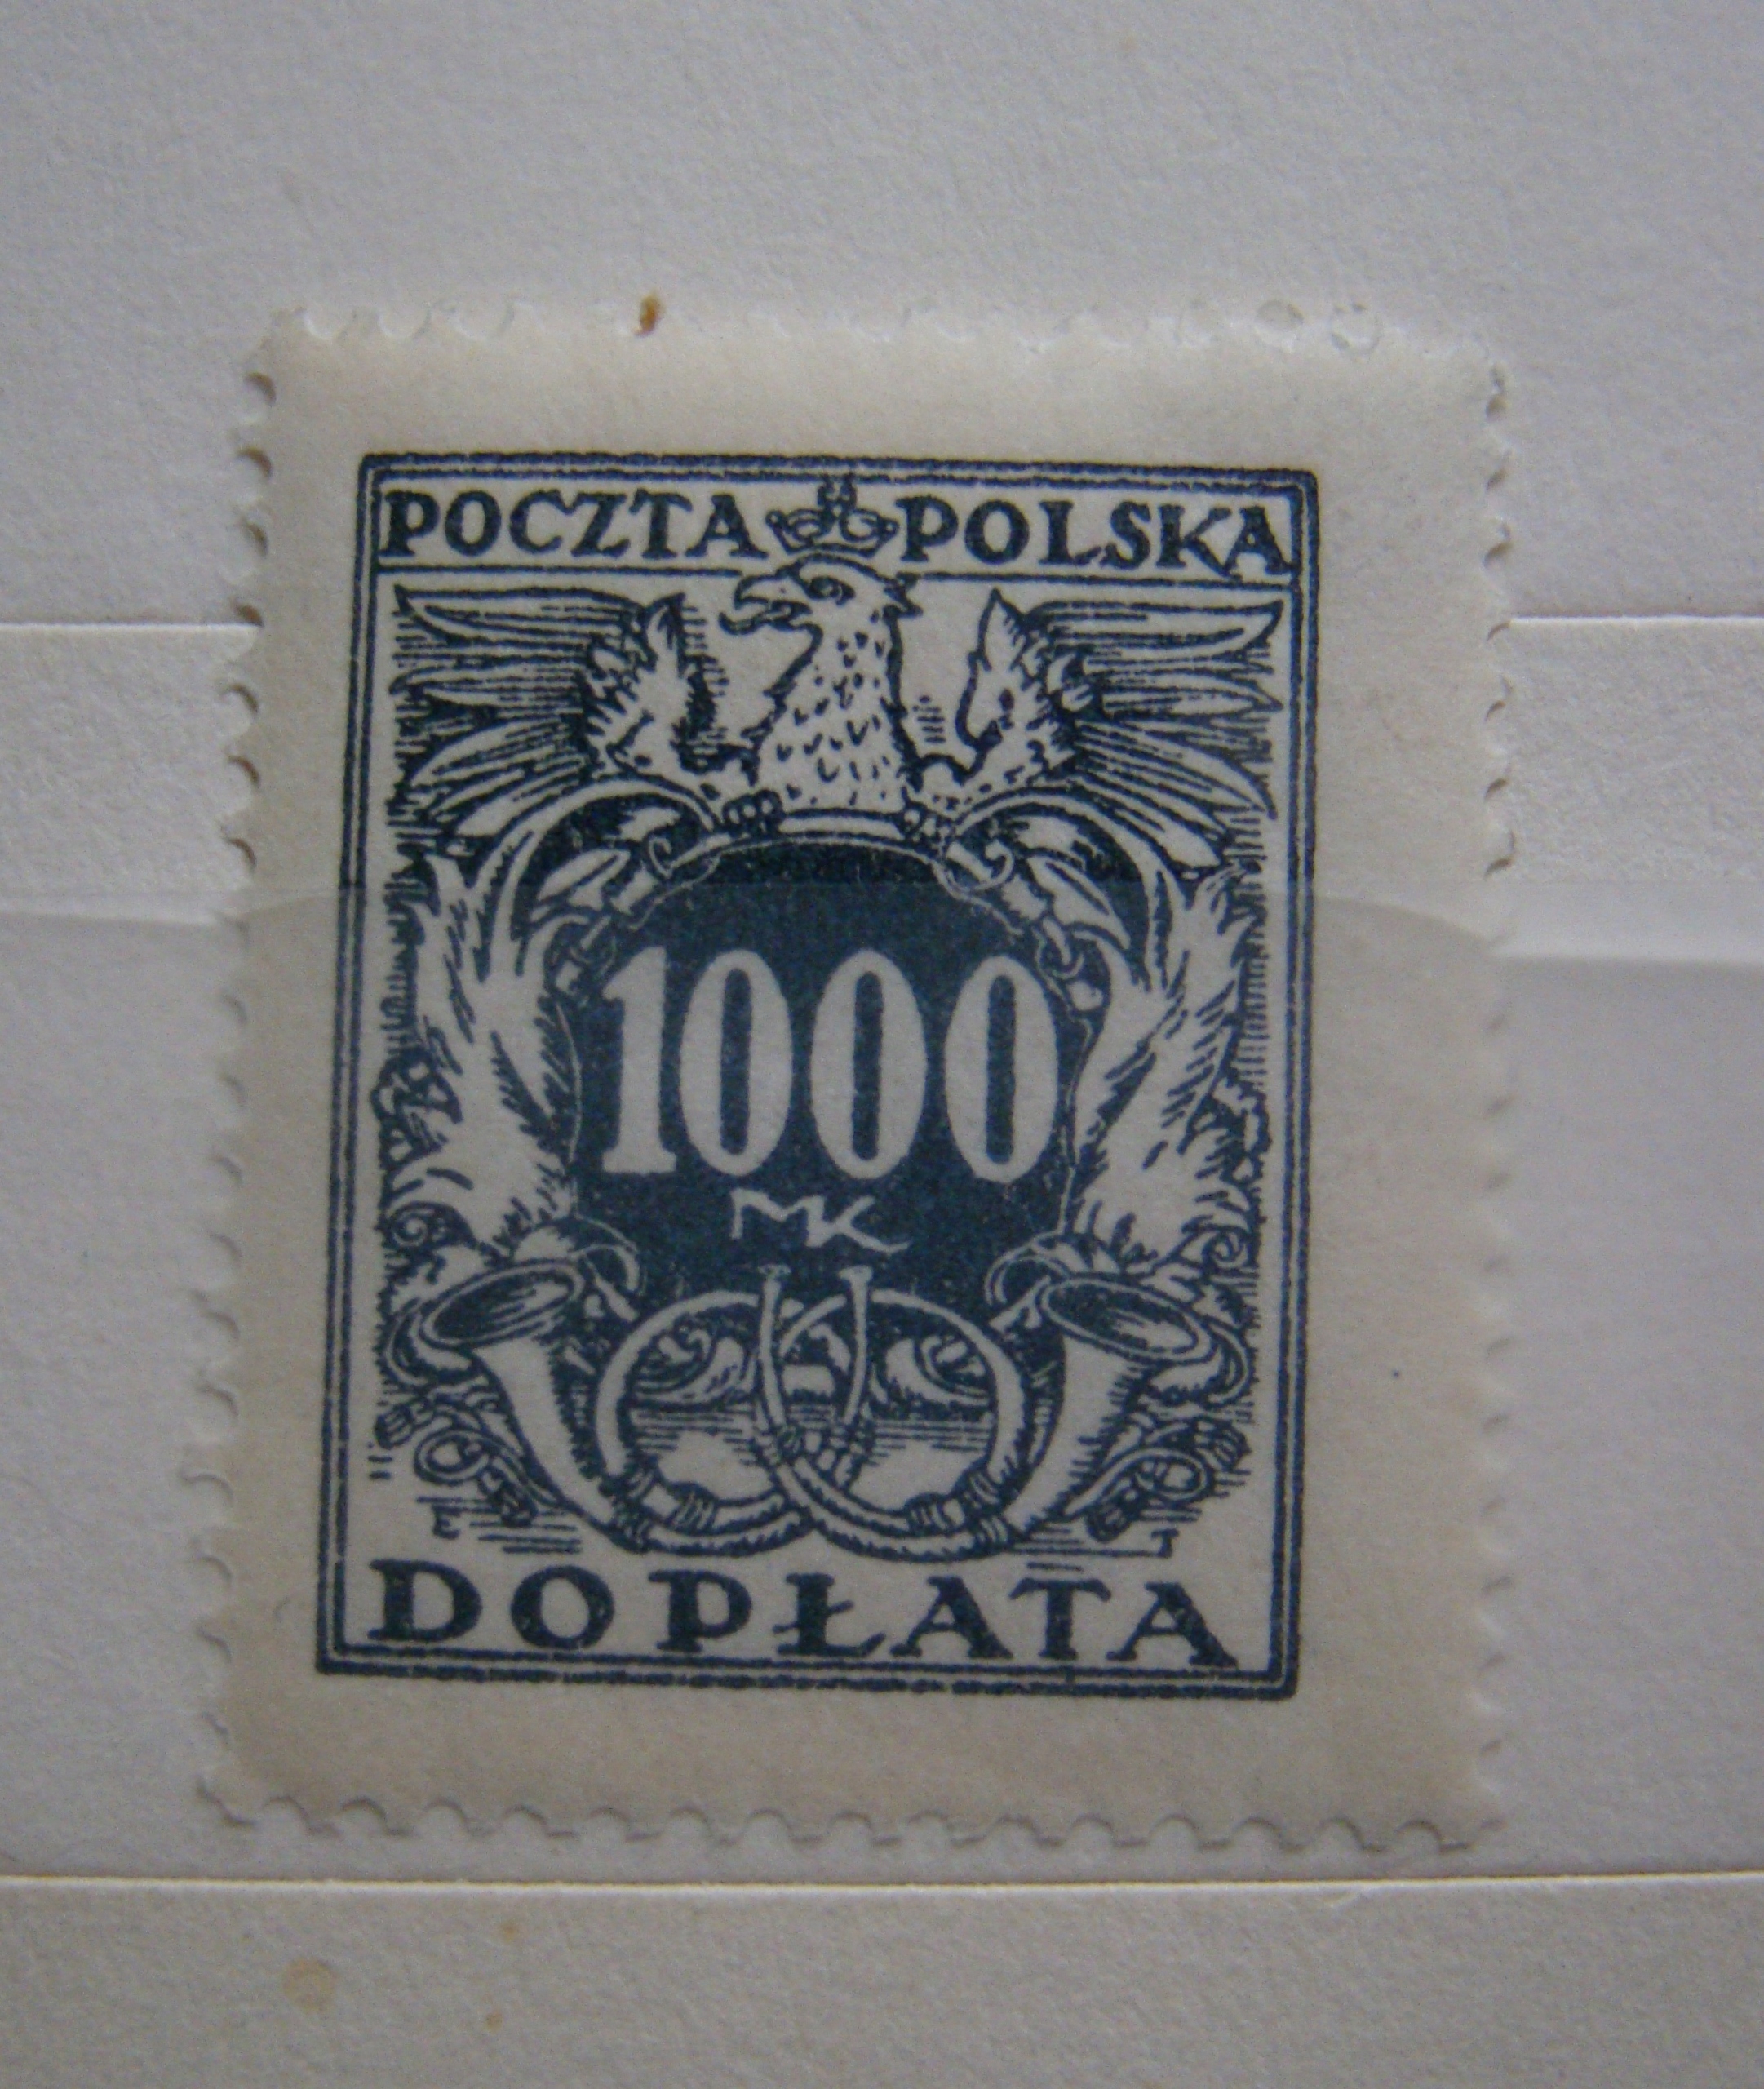 POCZTA POLSKA
1000
MK
DOPŁATA